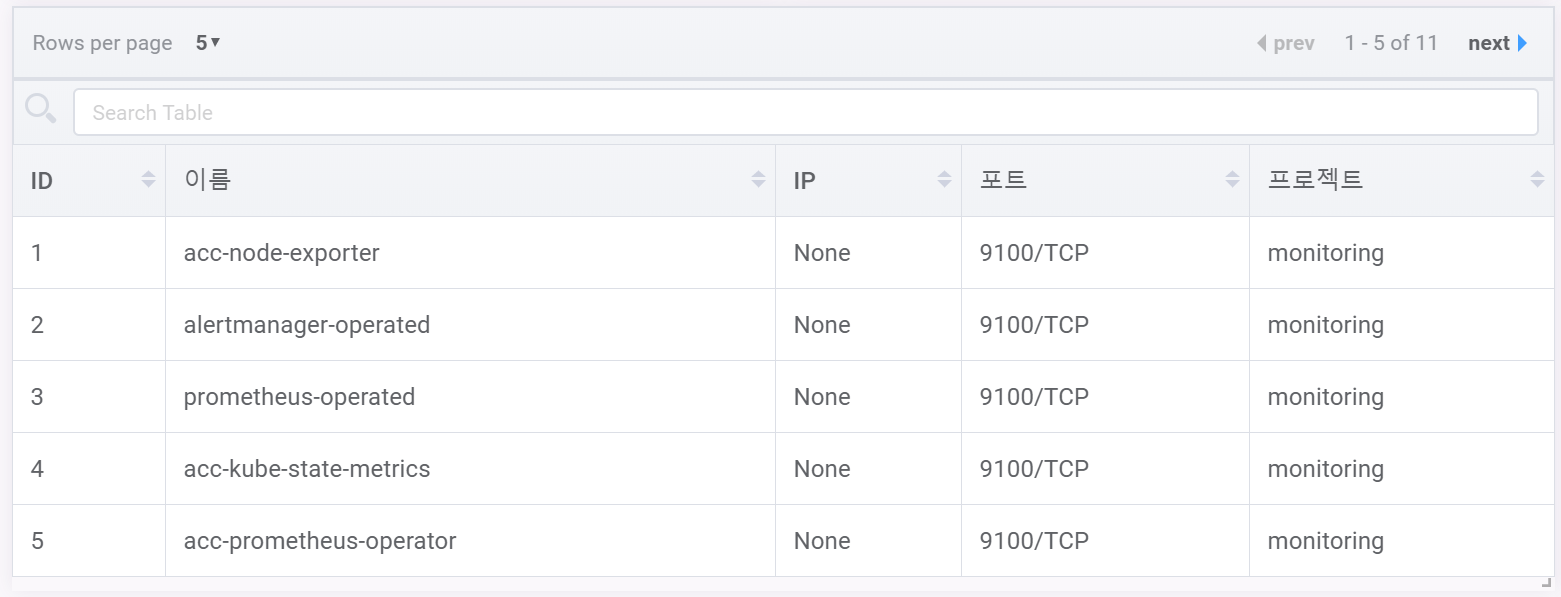 Rows per page 5▼ prev 1 - 5 of 11 next
Search Table
ID 이름 IP 포트 프로젝트
1 acc-node-exporter None 9100/TCP monitoring
2 alertmanager-operated None 9100/TCP monitoring
3 prometheus-operated None 9100/TCP monitoring
4 acc-kube-state-metrics None 9100/TCP monitoring
5 acc-prometheus-operator None 9100/TCP monitoring